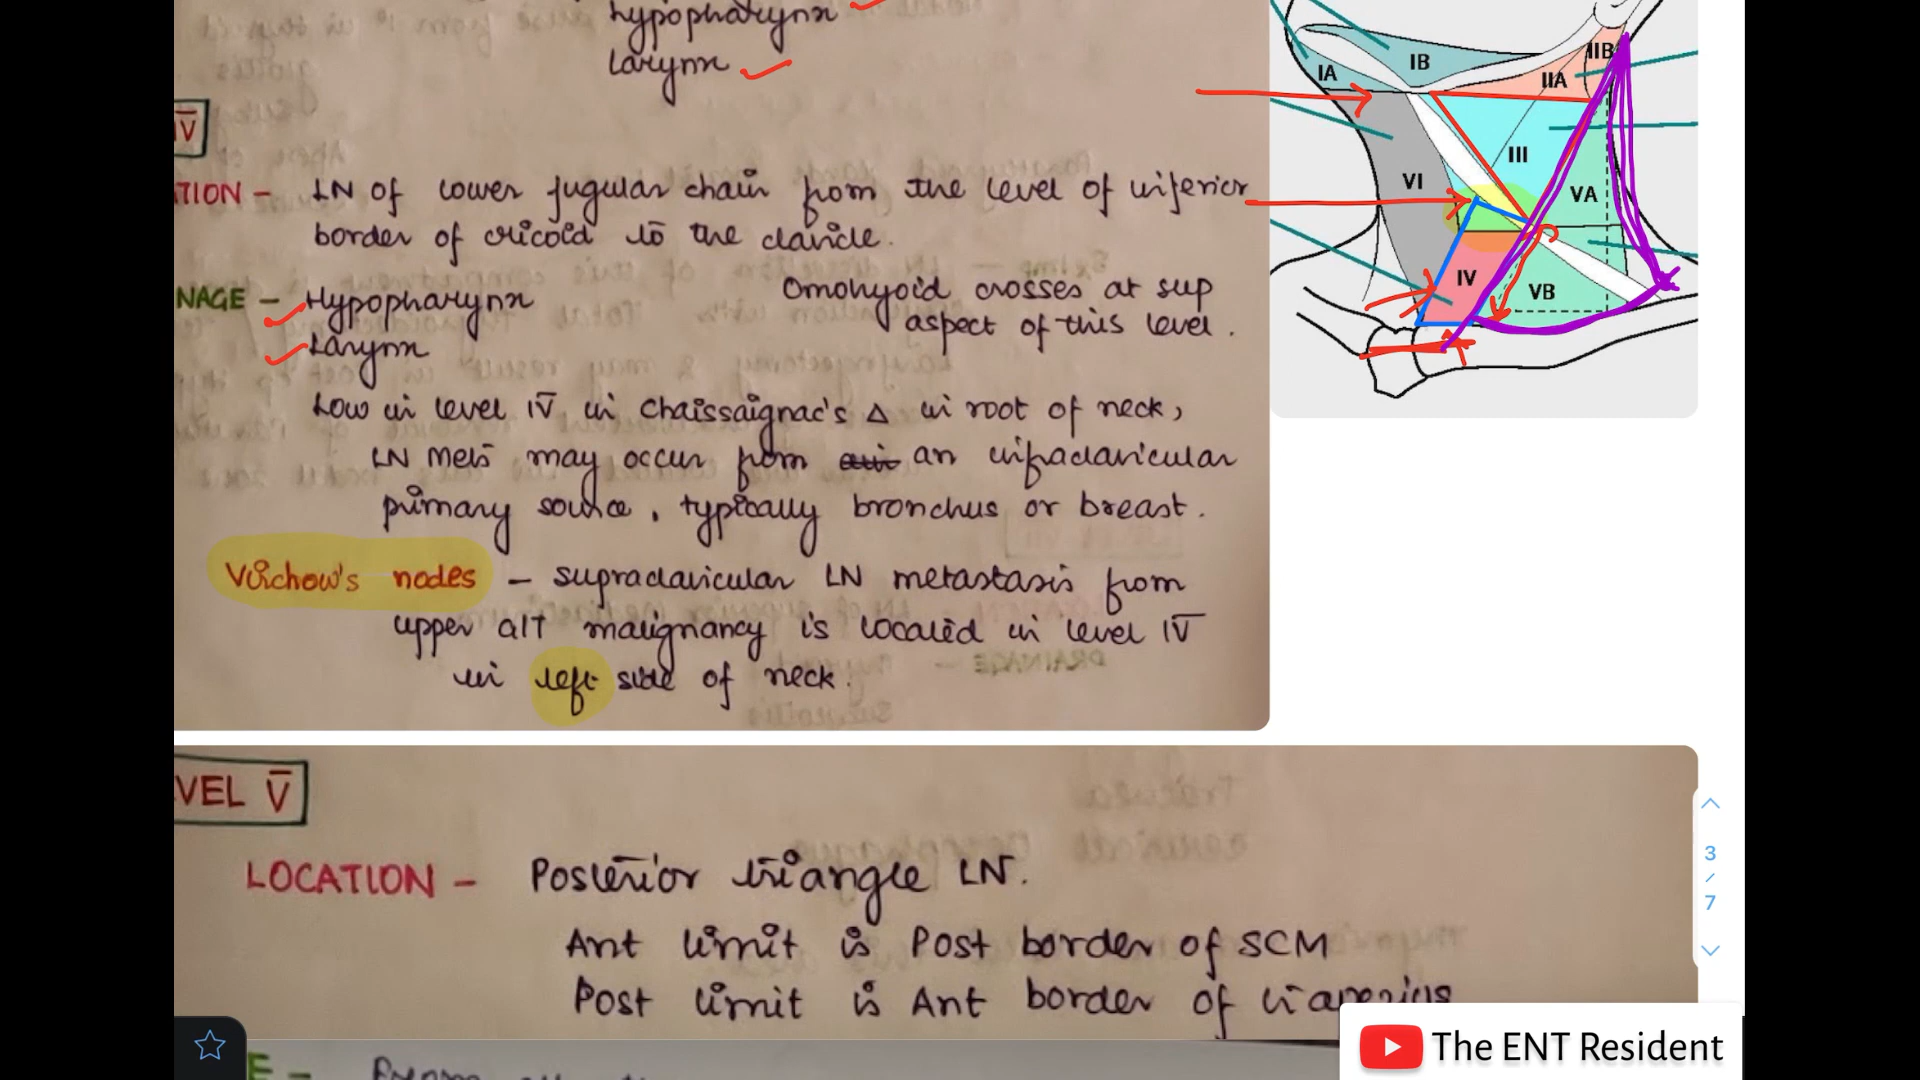 hypopharynx
Larynx
IV
TION - LN of lower jugular chain from the level of inferior
border of cricoid to the clavicle.
NAGE - Hypopharynx
Larynx
Omohyoid crosses at sup
aspect of this level.
Low in level IV in Chaissaignac's Δ in root of neck,
LN mets may occur from an infraclavicular
primary source, typically bronchus or breast.
Virchow's nodes - supraclavicular LN metastasis from
upper GIT malignancy is located in level IV
in left side of neck.
IA
IB
IIA
IIB
III
VI
VA
IV
VB
VEL V
LOCATION - Posterior triangle LN.
Ant limit is Post border of SCM
Post limit is Ant border of
E -
3
/
7
The ENT Resident